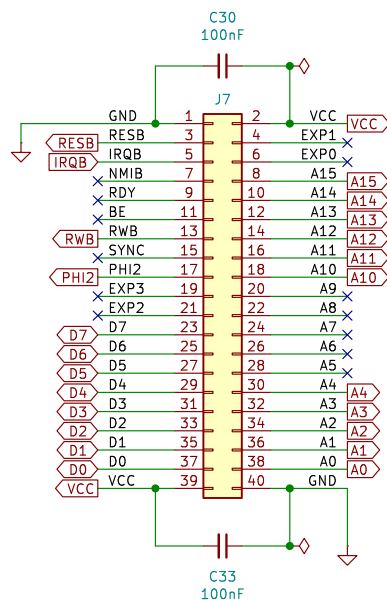 C30
100nF
J7
GND 1 2 VCC VCC
RESB RESB 3 4 EXP1
IRQB IRQB 5 6 EXP0
NMIB 7 8 A15 A15
RDY 9 10 A14 A14
BE 11 12 A13 A13
RWB RWB 13 14 A12 A12
SYNC 15 16 A11 A11
PHI2 PHI2 17 18 A10 A10
EXP3 19 20 A9
EXP2 21 22 A8
D7 D7 23 24 A7
D6 D6 25 26 A6
D5 D5 27 28 A5
D4 D4 29 30 A4 A4
D3 D3 31 32 A3 A3
D2 D2 33 34 A2 A2
D1 D1 35 36 A1 A1
D0 D0 37 38 A0 A0
VCC VCC 39 40 GND
C33
100nF